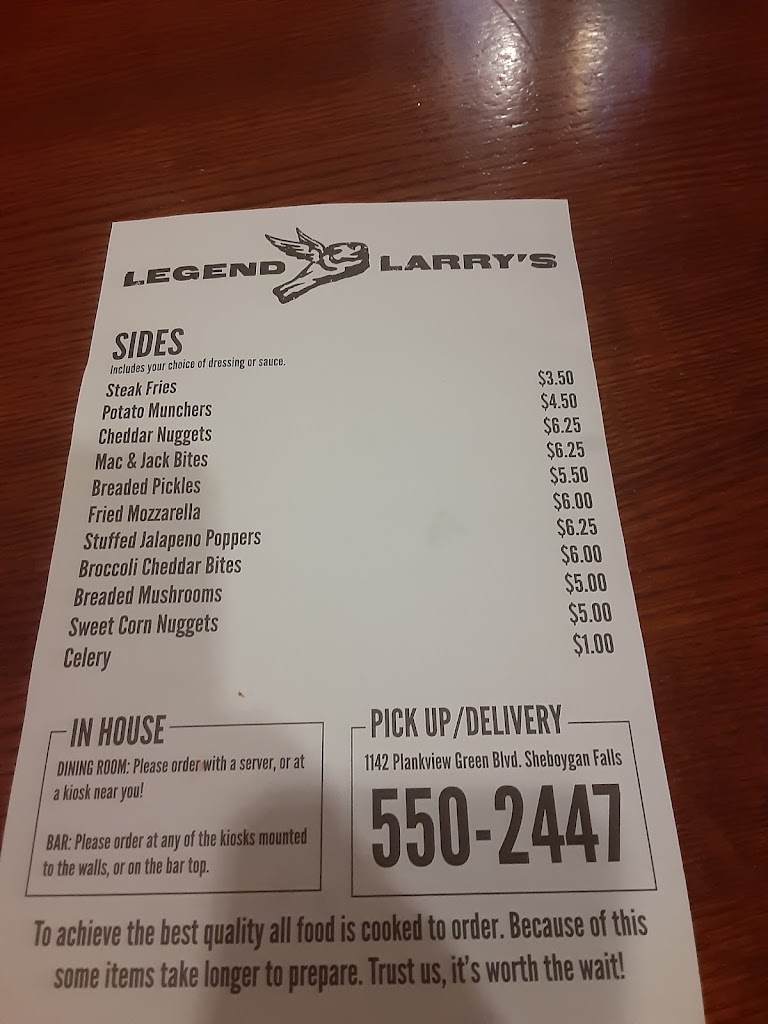 LEGEND LARRY'S
SIDES
Includes your choice of dressing or sauce.
Steak Fries $3.50
Potato Munchers $4.50
Cheddar Nuggets $6.25
Mac & Jack Bites $6.25
Breaded Pickles $5.50
Fried Mozzarella $6.00
Stuffed Jalapeno Poppers $6.25
Broccoli Cheddar Bites $6.00
Breaded Mushrooms $5.00
Sweet Corn Nuggets $5.00
Celery $1.00
IN HOUSE
DINING ROOM: Please order with a server, or at
a kiosk near you!
BAR: Please order at any of the kiosks mounted
to the walls, or on the bar top.
PICK UP/DELIVERY
1142 Plankview Green Blvd. Sheboygan Falls
550-2447
To achieve the best quality all food is cooked to order. Because of this
some items take longer to prepare. Trust us, it's worth the wait!